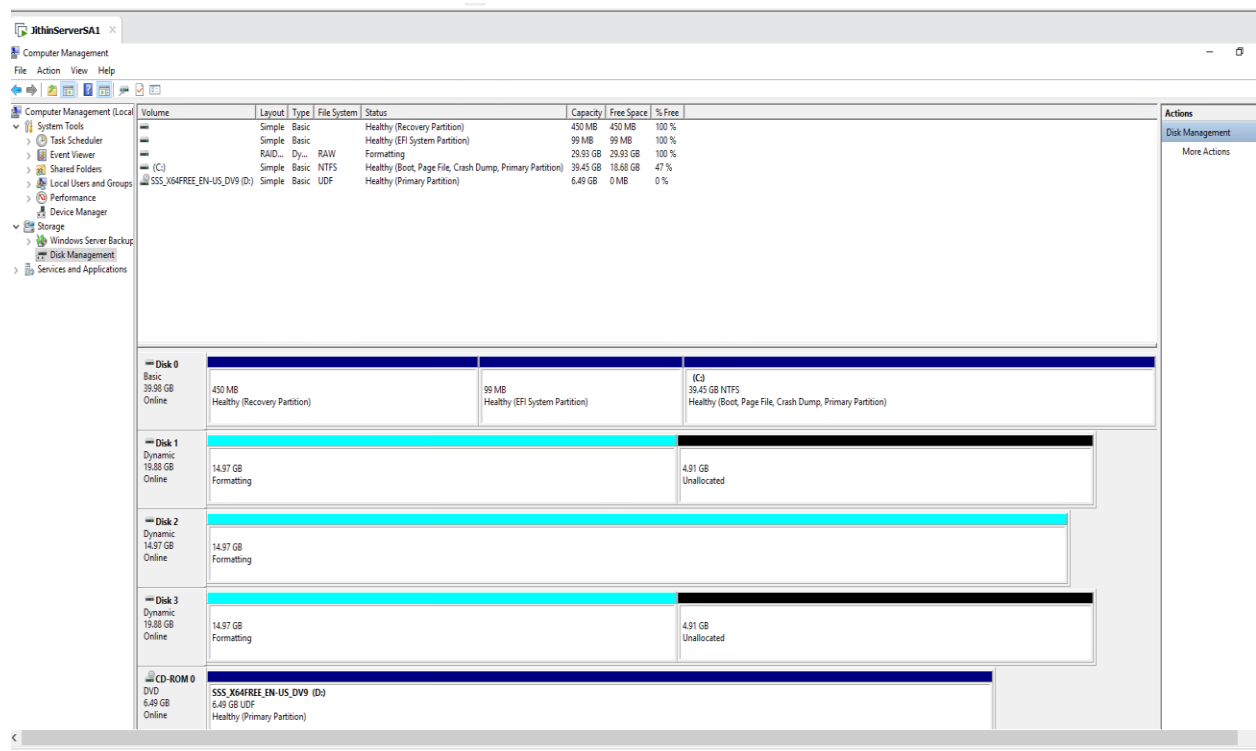 JithinServerSA1
Computer Management
File Action View Help
Computer Management (Local
System Tools
Task Scheduler
Event Viewer
Shared Folders
Local Users and Groups
Performance
Device Manager
Storage
Windows Server Backup
Disk Management
Services and Applications
Volume Layout Type File System Status Capacity Free Space % Free
Simple Basic Healthy (Recovery Partition) 450 MB 450 MB 100 %
Simple Basic Healthy (EFI System Partition) 99 MB 99 MB 100 %
RAID... Dy... RAW Formatting 29.93 GB 29.93 GB 100 %
(C:) Simple Basic NTFS Healthy (Boot, Page File, Crash Dump, Primary Partition) 39.45 GB 18.68 GB 47 %
SSS_X64FREE_EN-US_DV9 (D:) Simple Basic UDF Healthy (Primary Partition) 6.49 GB 0 MB 0 %
Disk 0
Basic
39.98 GB
Online
450 MB
Healthy (Recovery Partition)
99 MB
Healthy (EFI System Partition)
(C:)
39.45 GB NTFS
Healthy (Boot, Page File, Crash Dump, Primary Partition)
Disk 1
Dynamic
19.88 GB
Online
14.97 GB
Formatting
4.91 GB
Unallocated
Disk 2
Dynamic
14.97 GB
Online
14.97 GB
Formatting
Disk 3
Dynamic
19.88 GB
Online
14.97 GB
Formatting
4.91 GB
Unallocated
CD-ROM 0
DVD
6.49 GB
Online
SSS_X64FREE_EN-US_DV9 (D:)
6.49 GB UDF
Healthy (Primary Partition)
Actions
Disk Management
More Actions